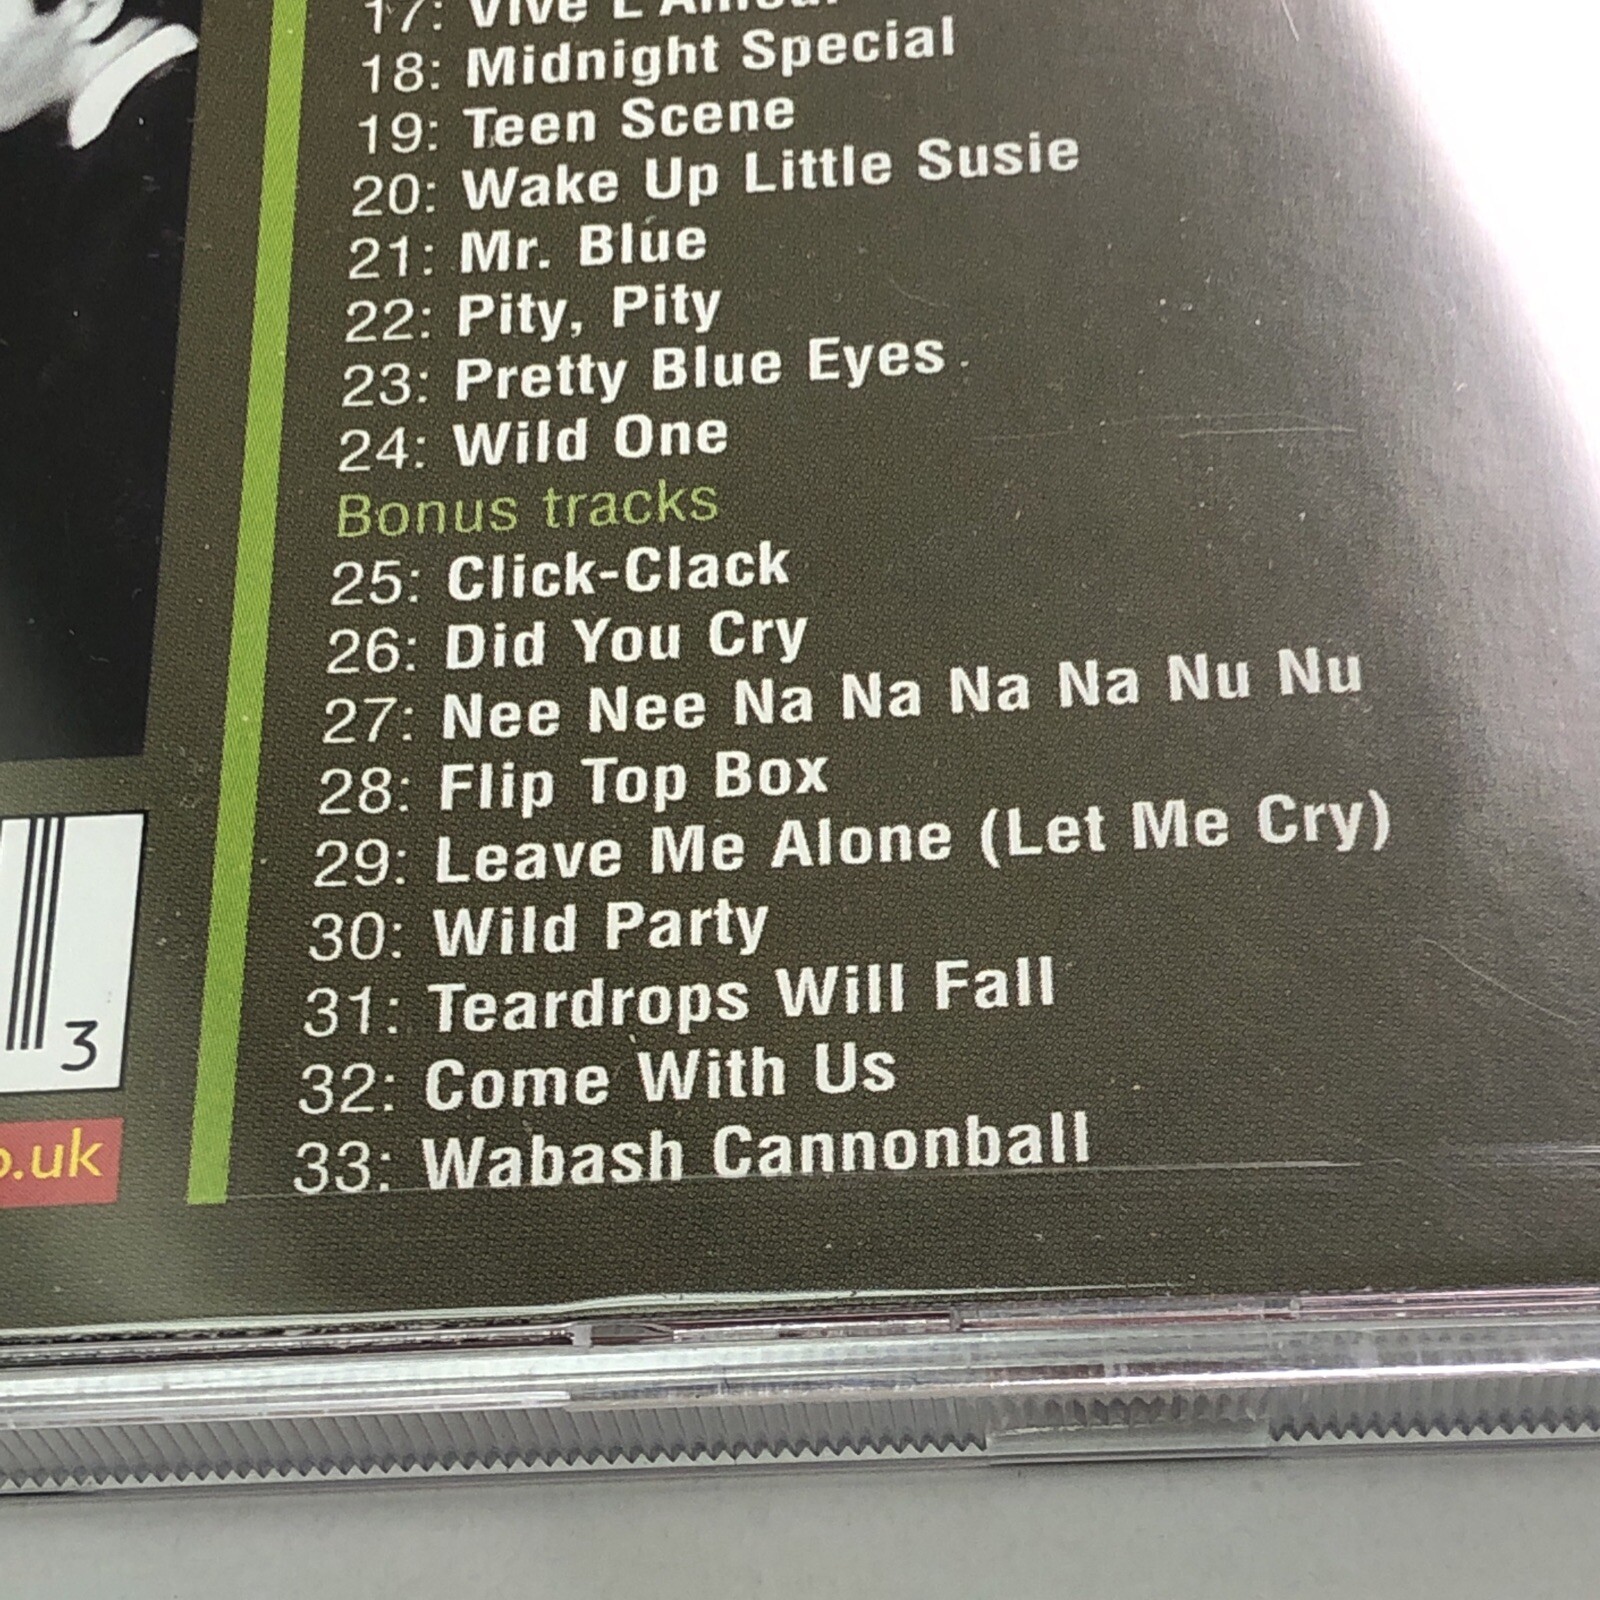 17: Vive L'Amour
18: Midnight Special
19: Teen Scene
20: Wake Up Little Susie
21: Mr. Blue
22: Pity, Pity
23: Pretty Blue Eyes
24: Wild One
Bonus tracks
25: Click-Clack
26: Did You Cry
27: Nee Nee Na Na Na Na Nu Nu
28: Flip Top Box
29: Leave Me Alone (Let Me Cry)
30: Wild Party
31: Teardrops Will Fall
32: Come With Us
33: Wabash Cannonball
3
.uk